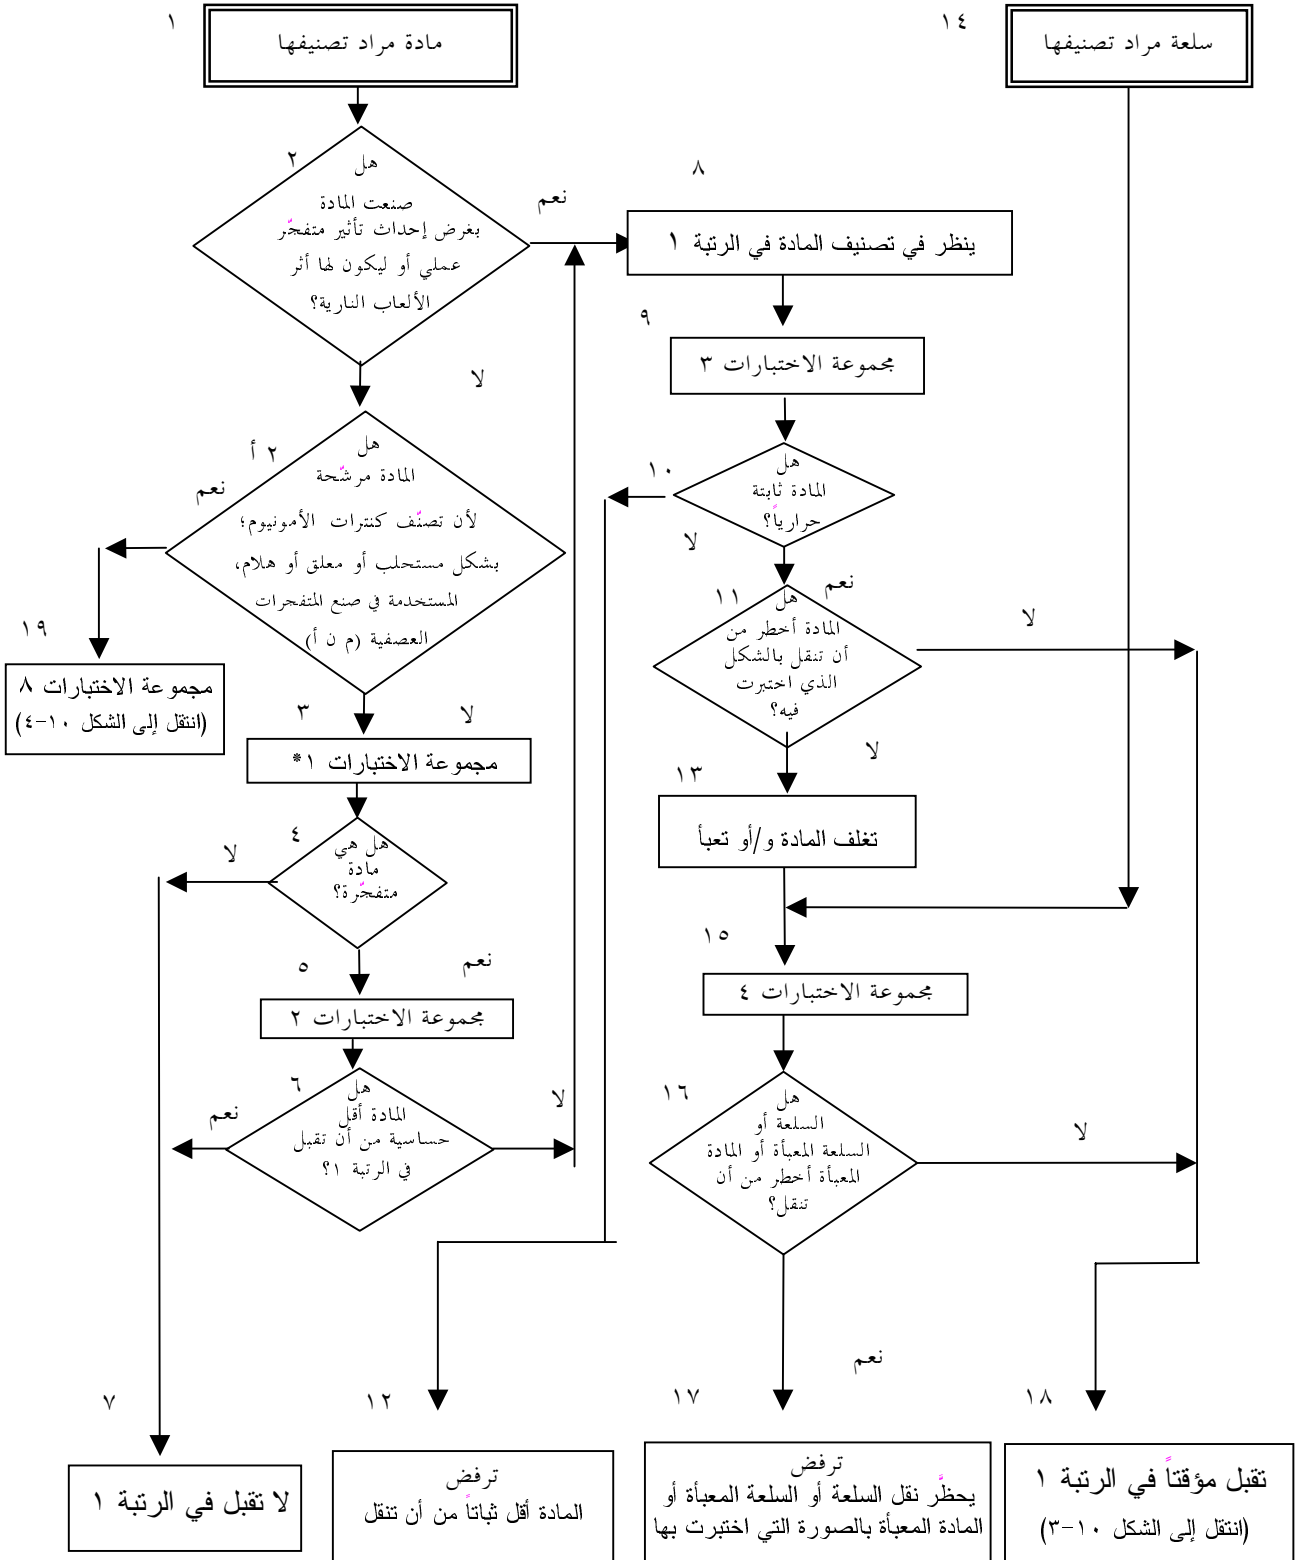 ١
مادة مراد تصنيفها
١٤
سلعة مراد تصنيفها
٢
هل
صنعت المادة
بغرض إحداث تأثير متفجّر
عملي أو ليكون لها أثر
الألعاب النارية؟
نعم
لا
٨
ينظر في تصنيف المادة في الرتبة ١
٩
مجموعة الاختبارات ٣
٢ أ
هل
المادة مرشّحة
لأن تصنّف كنترات الأمونيوم؛
بشكل مستحلب أو معلق أو هلام،
المستخدمة في صنع المتفجرات
العصفية (م ن أ)
نعم
لا
١٠
هل
المادة ثابتة
حرارياً؟
لا
نعم
١١
هل
المادة أخطر من
أن تنقل بالشكل
الذي اختبرت
فيه؟
لا
لا
١٩
مجموعة الاختبارات ٨
(انتقل إلى الشكل ١٠-٤)
٣
مجموعة الاختبارات ١*
٤
هل هي
مادة
متفجّرة؟
لا
نعم
١٣
تغلف المادة و/أو تعبأ
٥
مجموعة الاختبارات ٢
١٥
مجموعة الاختبارات ٤
٦
هل
المادة أقل
حساسية من أن تقبل
في الرتبة ١؟
نعم
لا
١٦
هل
السلعة أو
السلعة المعبأة أو المادة
المعبأة أخطر من أن
تنقل؟
لا
نعم
٧
لا تقبل في الرتبة ١
١٢
ترفض
المادة أقل ثباتاً من أن تنقل
١٧
ترفض
يحظّر نقل السلعة أو السلعة المعبأة أو
المادة المعبأة بالصورة التي اختبرت بها
١٨
تقبل مؤقتاً في الرتبة ١
(انتقل إلى الشكل ١٠-٣)